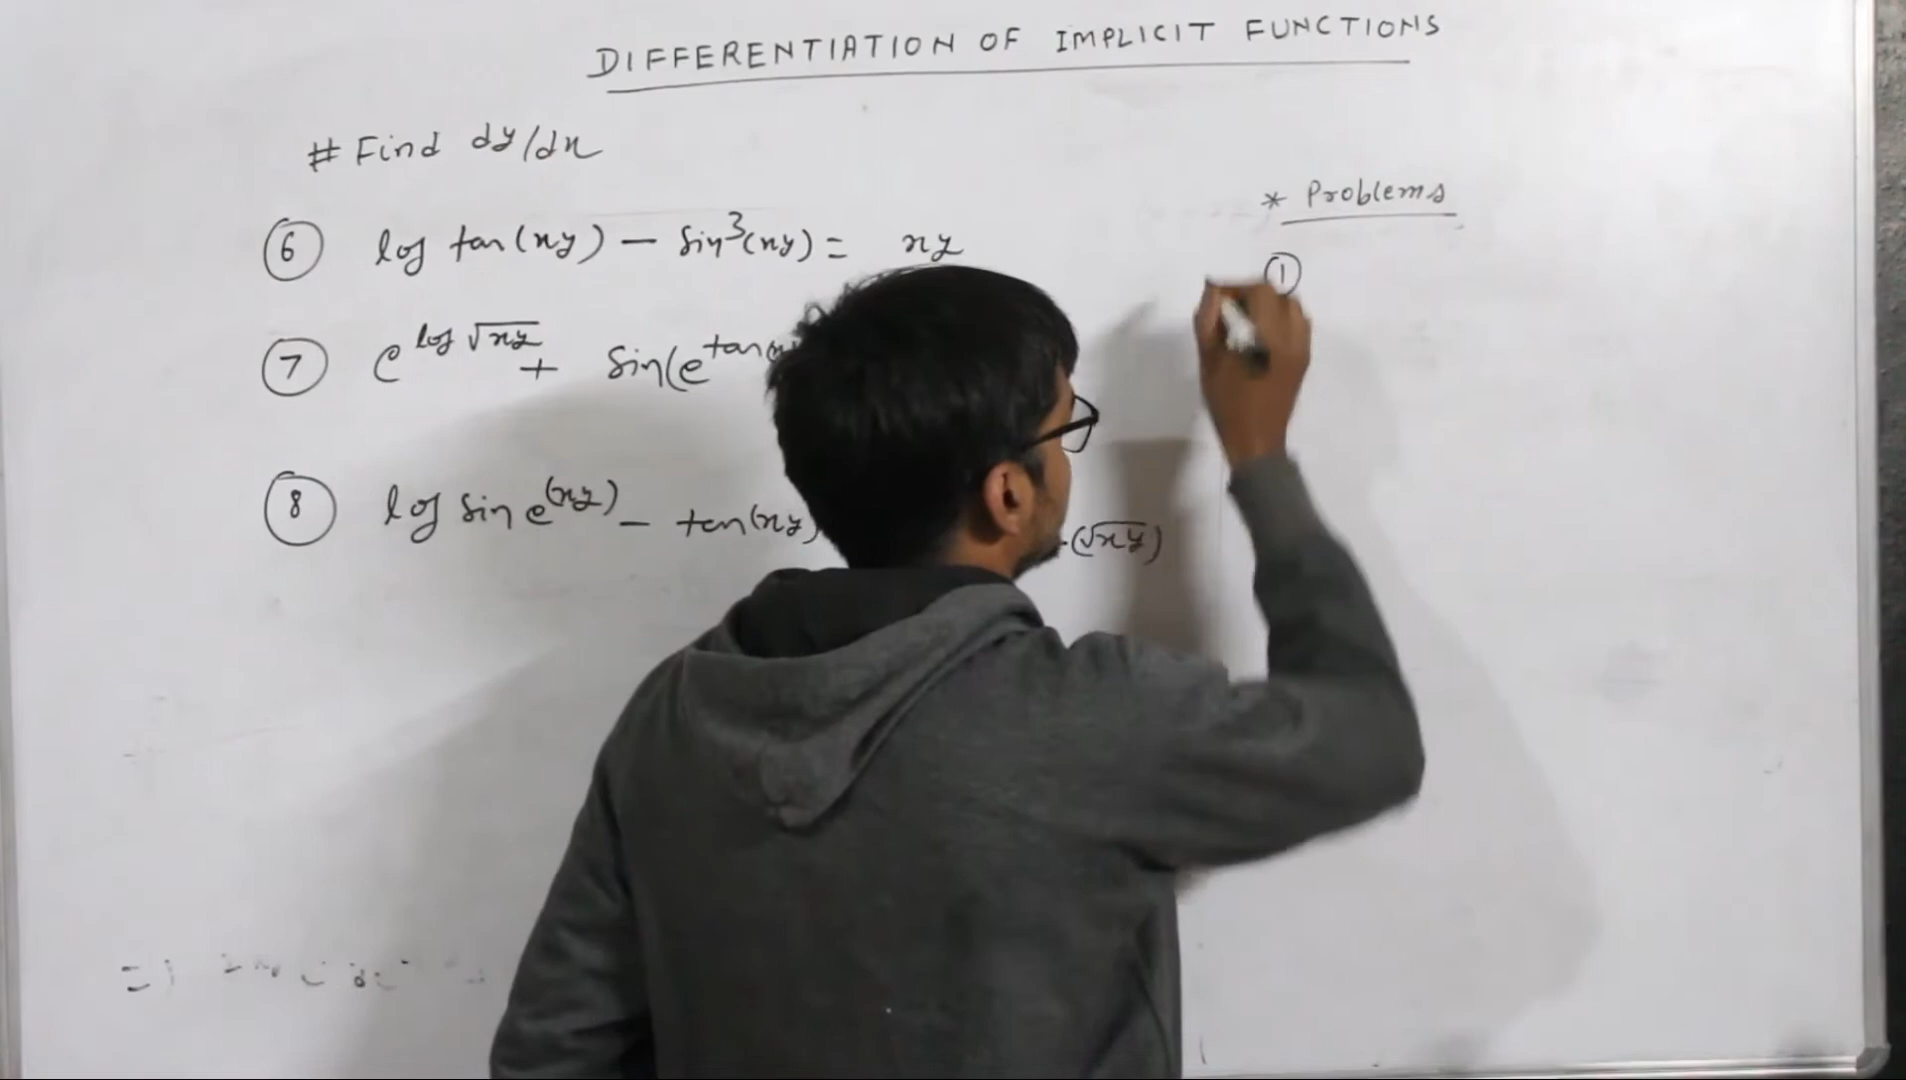 DIFFERENTIATION OF IMPLICIT FUNCTIONS
# Find dy/dx
* Problems
⑥ log tan(xy) - sin³(xy) = xy
①
⑦ e^log √xy + sin(e^tan(
⑧ log sin e^(xy) - tan(xy) (√xy)